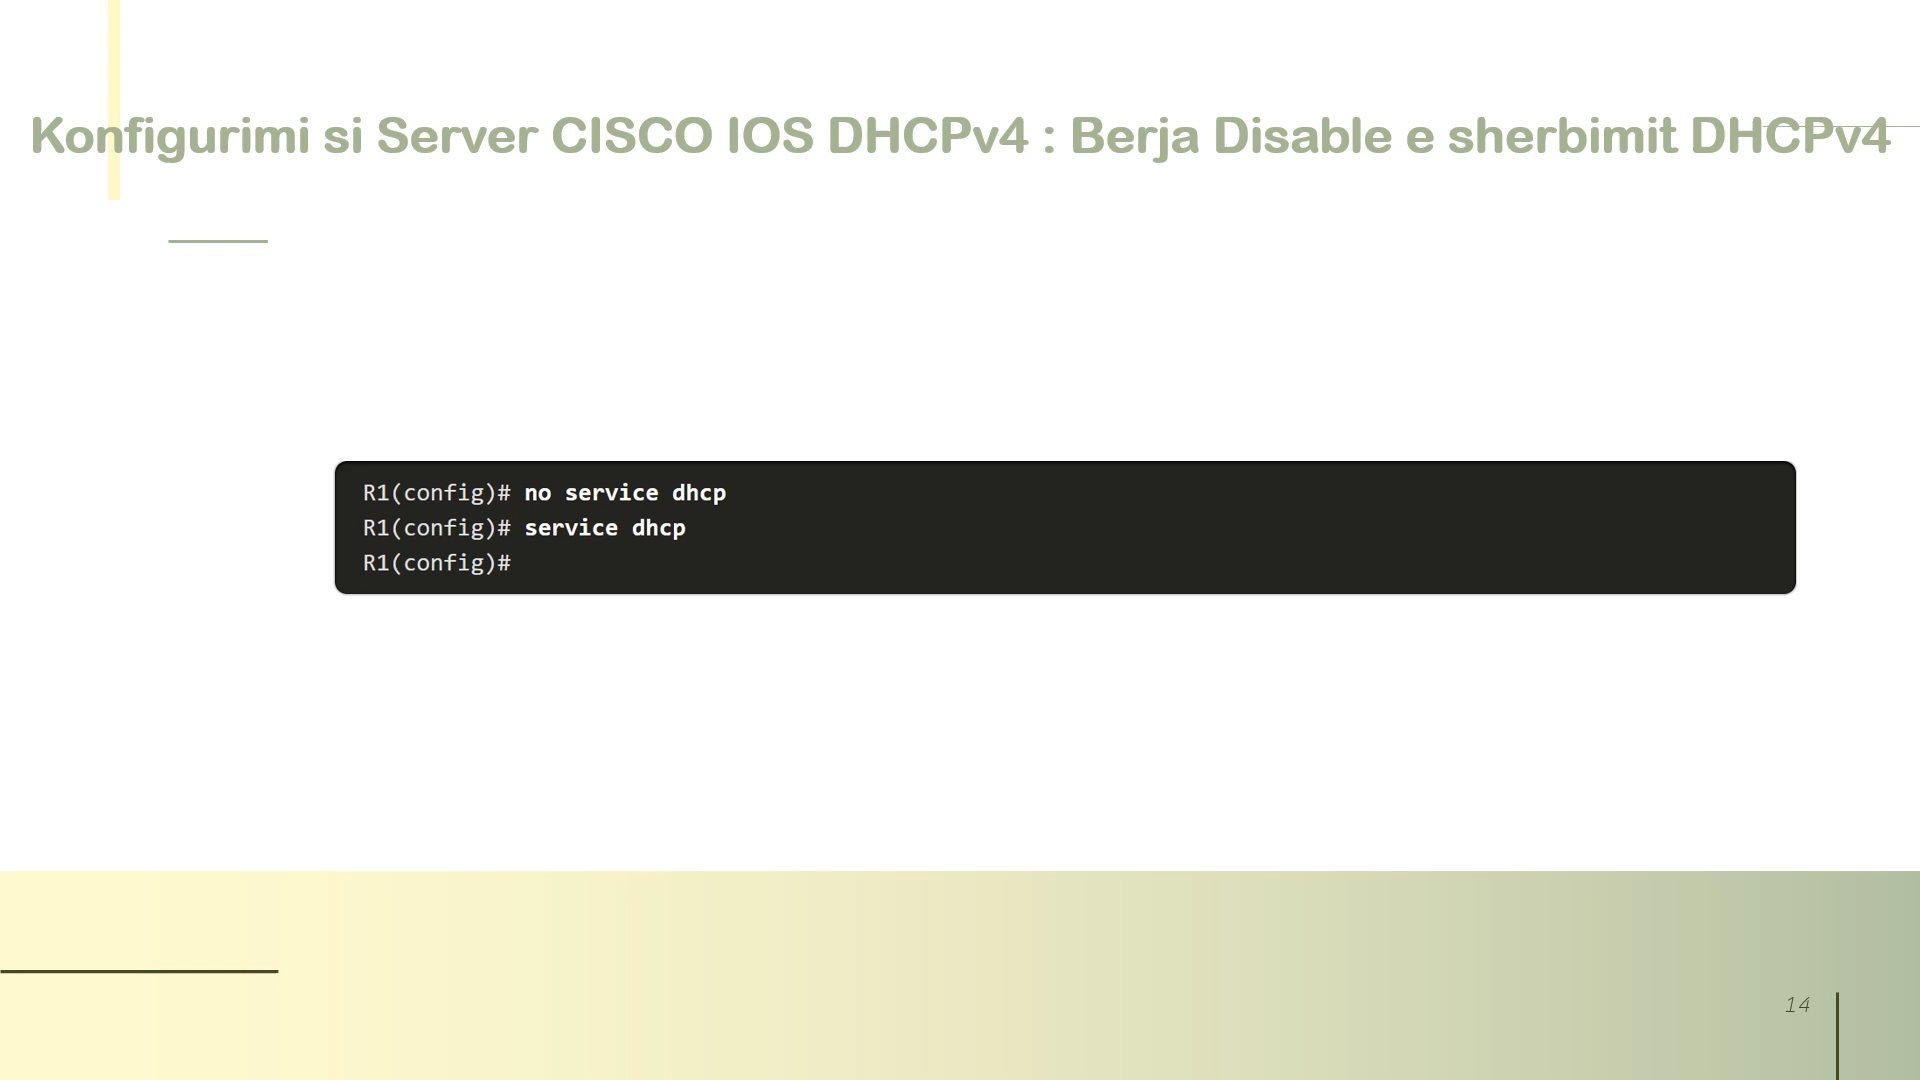 Konfigurimi si Server CISCO IOS DHCPv4 : Berja Disable e sherbimit DHCPv4
R1(config)# no service dhcp
R1(config)# service dhcp
R1(config)#
14